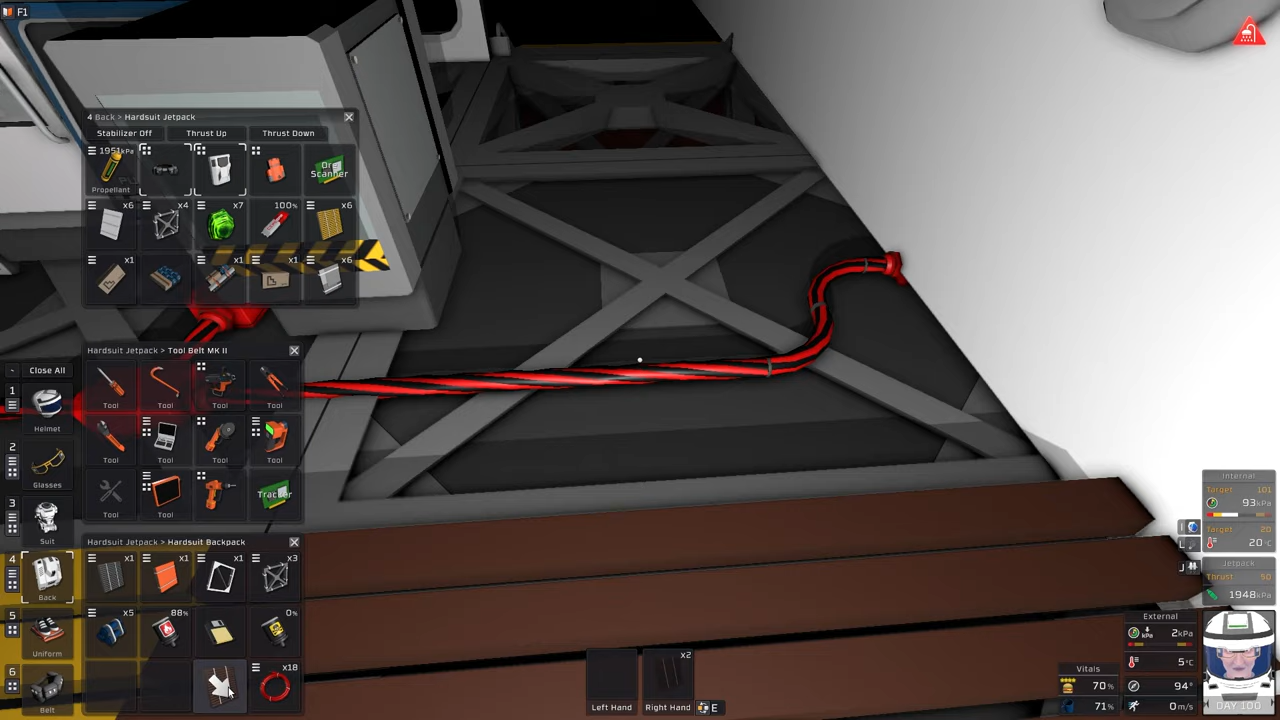 F1
4 Back > Hardsuit Jetpack
Stabilizer Off Thrust Up Thrust Down
1951kPa
Propellant
Ore Scanner
x6 x4 x7 100% x6
x1 x1 x1 x6
Hardsuit Jetpack > Tool Belt MK II
Tool Tool Tool Tool
Tool Tool Tool Tool
Tool Tool Tool Tracker
Hardsuit Jetpack > Hardsuit Backpack
x1 x1 x1 x3
x5 88% 0%
x18
~ Close All
1 Helmet
2 Glasses
3 Suit
4 Back
5 Uniform
6 Belt
Left Hand
x2
Right Hand
E
Internal
Target 101
93kPa
Target 20
20°C
Jetpack
Thrust 50
1948kPa
External
kPa 2kPa
5°C
94°
0m/s
Vitals
70%
71%
DAY 100